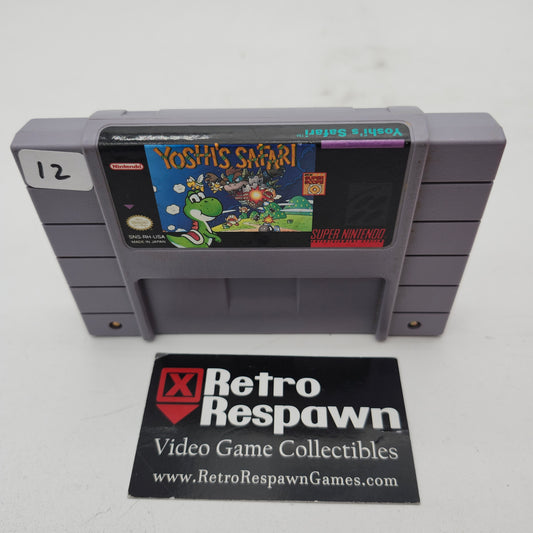 Yoshi's Safari
12
Nintendo
YOSHI'S SAFARI
SNS-RH-USA
MADE IN JAPAN
SUPER NINTENDO
X Retro
Respawn
Video Game Collectibles
www.RetroRespawnGames.com